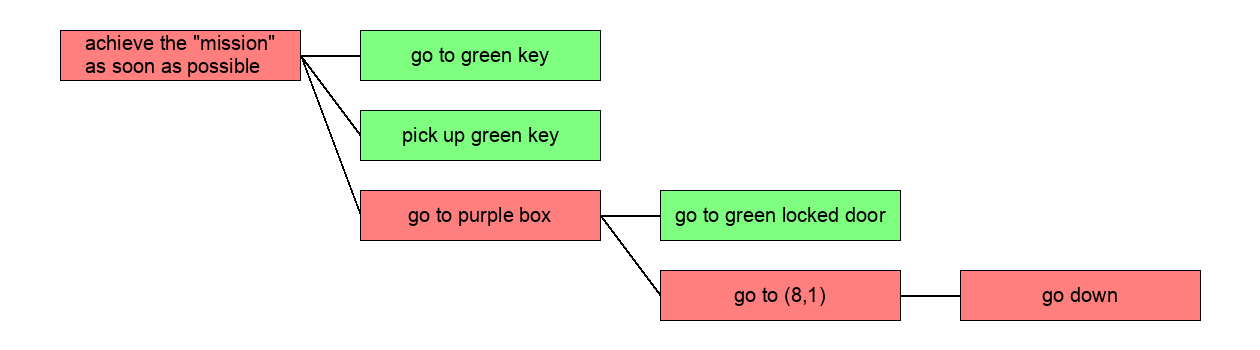 achieve the "mission"
as soon as possible
go to green key
pick up green key
go to purple box
go to green locked door
go to (8,1)
go down